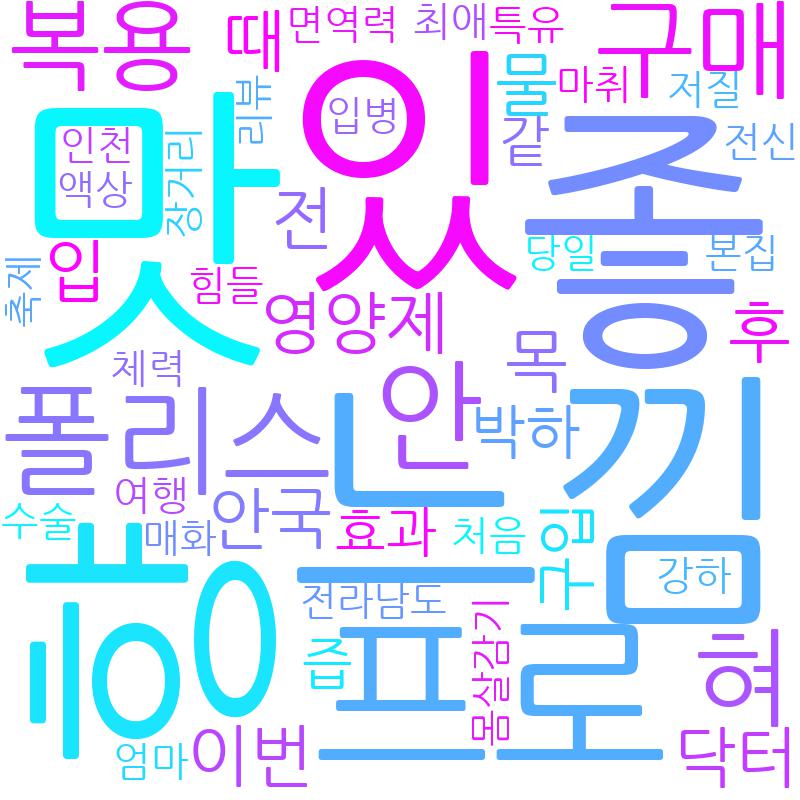 복용
때
면역력
최애
특유
구매
리뷰
물
마취
저질
인천
액상
맛
장거리
입병
있
같
좋
전신
전
입
힘들
당일
본집
축제
영양제
후
체력
목
폴리스
안
박하
느낌
여행
수술
매화
안국
효과
처음
구입
강하
프로
전라남도
즙
몸살감기
혀
엄마
이번
닥터